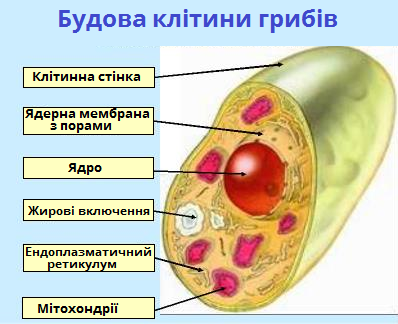 Будова клітини грибів
Клітинна стінка
Ядерна мембрана
з порами
Ядро
Жирові включення
Ендоплазматичний
ретикулум
Мітохондрії